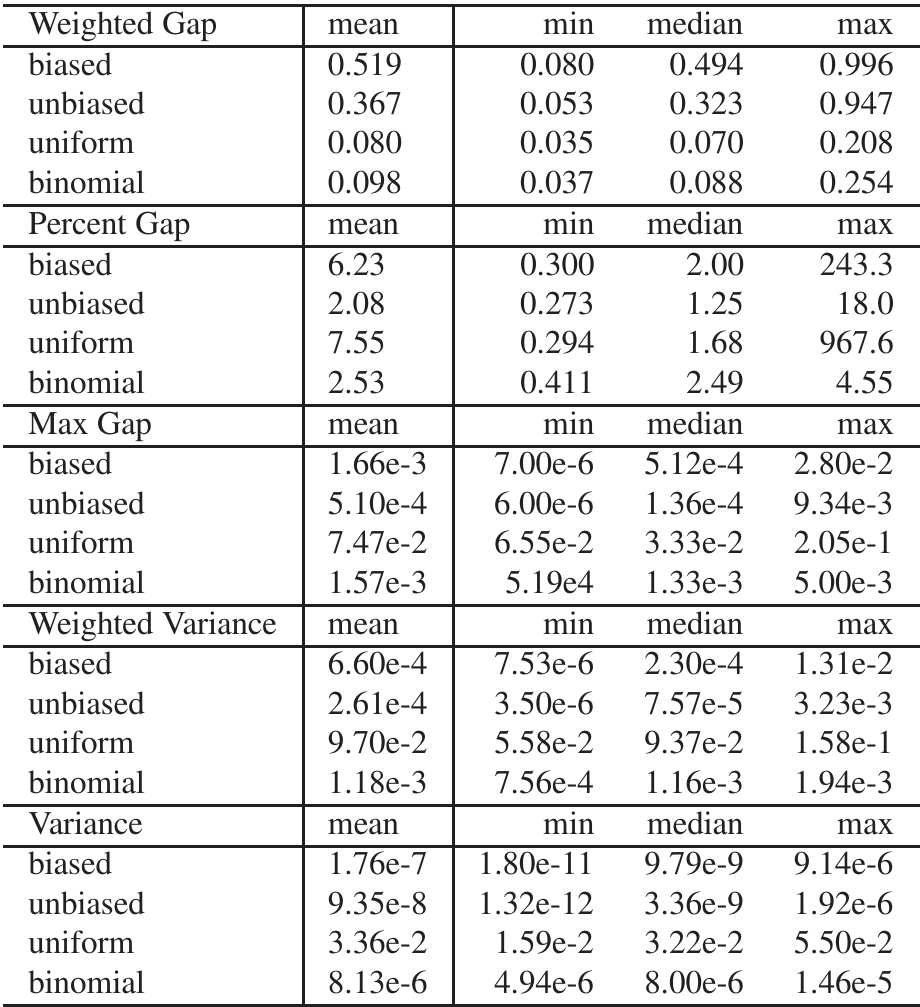 Weighted Gap mean min median max
biased 0.519 0.080 0.494 0.996
unbiased 0.367 0.053 0.323 0.947
uniform 0.080 0.035 0.070 0.208
binomial 0.098 0.037 0.088 0.254
Percent Gap mean min median max
biased 6.23 0.300 2.00 243.3
unbiased 2.08 0.273 1.25 18.0
uniform 7.55 0.294 1.68 967.6
binomial 2.53 0.411 2.49 4.55
Max Gap mean min median max
biased 1.66e-3 7.00e-6 5.12e-4 2.80e-2
unbiased 5.10e-4 6.00e-6 1.36e-4 9.34e-3
uniform 7.47e-2 6.55e-2 3.33e-2 2.05e-1
binomial 1.57e-3 5.19e4 1.33e-3 5.00e-3
Weighted Variance mean min median max
biased 6.60e-4 7.53e-6 2.30e-4 1.31e-2
unbiased 2.61e-4 3.50e-6 7.57e-5 3.23e-3
uniform 9.70e-2 5.58e-2 9.37e-2 1.58e-1
binomial 1.18e-3 7.56e-4 1.16e-3 1.94e-3
Variance mean min median max
biased 1.76e-7 1.80e-11 9.79e-9 9.14e-6
unbiased 9.35e-8 1.32e-12 3.36e-9 1.92e-6
uniform 3.36e-2 1.59e-2 3.22e-2 5.50e-2
binomial 8.13e-6 4.94e-6 8.00e-6 1.46e-5